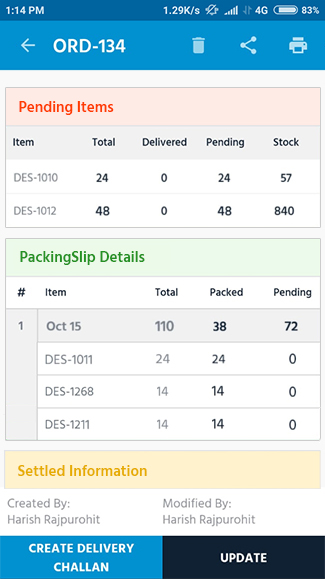 1:14 PM 1.29K/s 4G 83%
ORD-134
Pending Items
Item Total Delivered Pending Stock
DES-1010 24 0 24 57
DES-1012 48 0 48 840
PackingSlip Details
# Item Total Packed Pending
1 Oct 15 110 38 72
DES-1011 24 24 0
DES-1268 14 14 0
DES-1211 14 14 0
Settled Information
Created By: Modified By:
Harish Rajpurohit Harish Rajpurohit
CREATE DELIVERY
CHALLAN
UPDATE